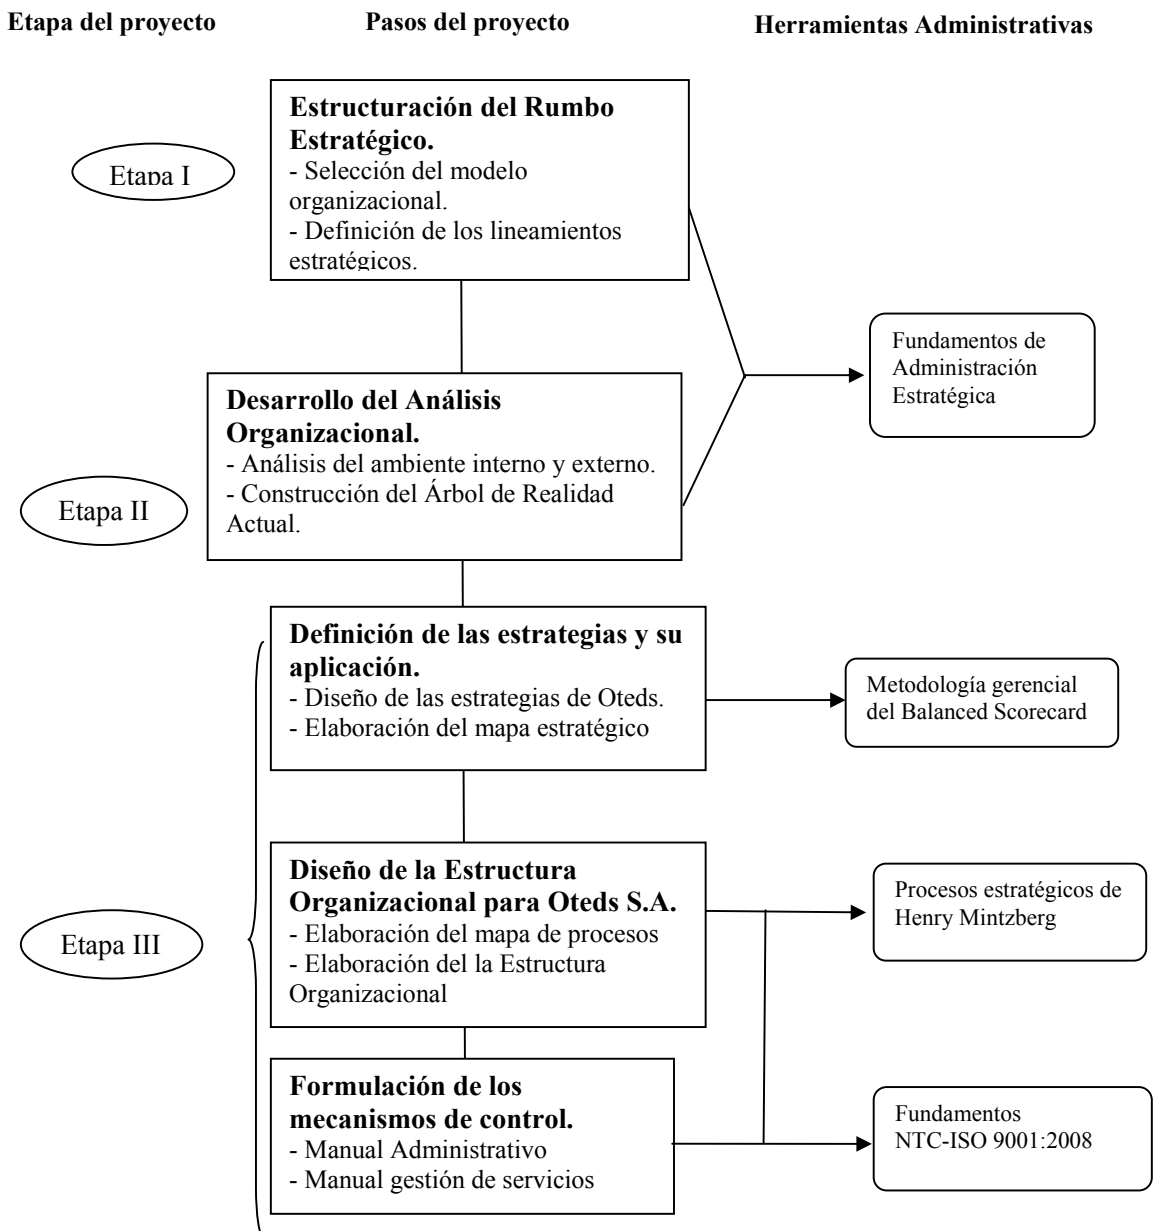 Etapa del proyecto
Pasos del proyecto
Herramientas Administrativas
Etapa I
Estructuración del Rumbo
Estratégico.
- Selección del modelo
organizacional.
- Definición de los lineamientos
estratégicos.
Fundamentos de
Administración
Estratégica
Etapa II
Desarrollo del Análisis
Organizacional.
- Análisis del ambiente interno y externo.
- Construcción del Árbol de Realidad
Actual.
Definición de las estrategias y su
aplicación.
- Diseño de las estrategias de Oteds.
- Elaboración del mapa estratégico
Metodología gerencial
del Balanced Scorecard
Etapa III
Diseño de la Estructura
Organizacional para Oteds S.A.
- Elaboración del mapa de procesos
- Elaboración del la Estructura
Organizacional
Procesos estratégicos de
Henry Mintzberg
Formulación de los
mecanismos de control.
- Manual Administrativo
- Manual gestión de servicios
Fundamentos
NTC-ISO 9001:2008